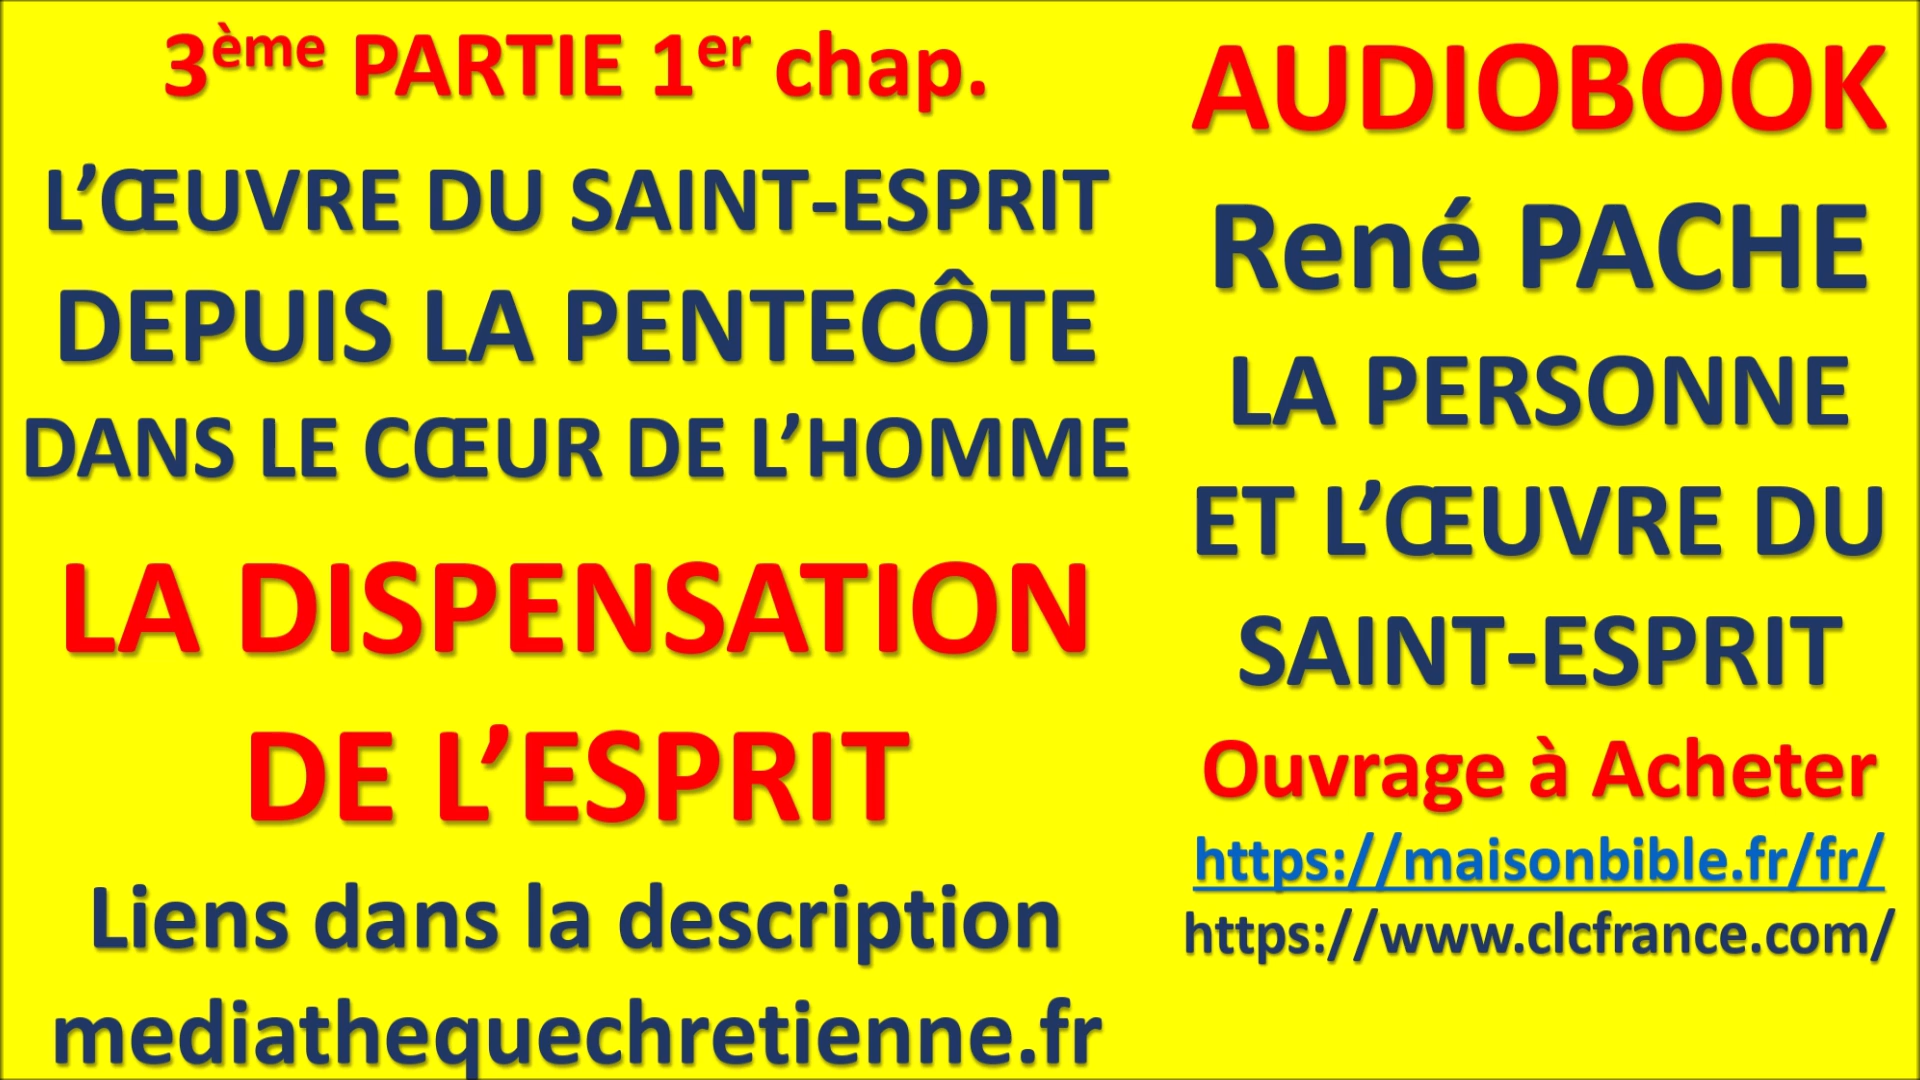 3ème PARTIE 1er chap.
L’ŒUVRE DU SAINT-ESPRIT
DEPUIS LA PENTECÔTE
DANS LE CŒUR DE L’HOMME
LA DISPENSATION
DE L’ESPRIT
Liens dans la description
mediathequechretienne.fr
AUDIOBOOK
René PACHE
LA PERSONNE
ET L’ŒUVRE DU
SAINT-ESPRIT
Ouvrage à Acheter
https://maisonbible.fr/fr/
https://www.clcfrance.com/